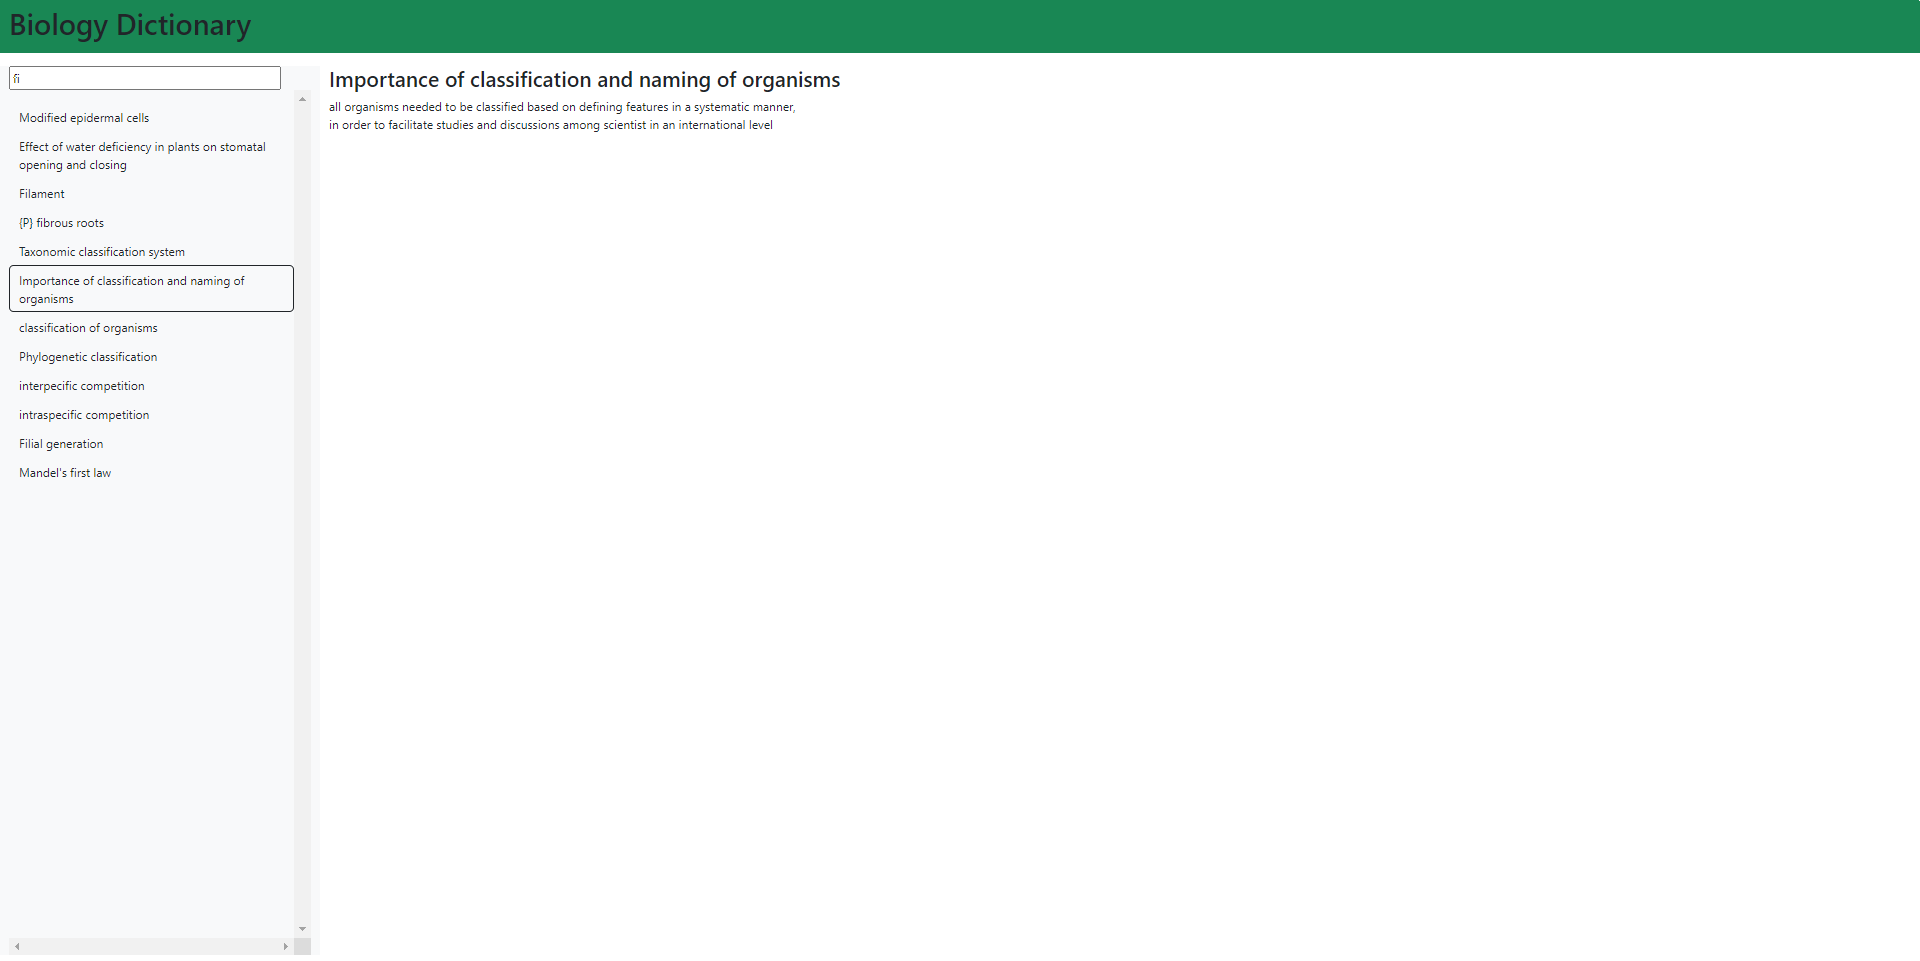 Biology Dictionary
fi
Modified epidermal cells
Effect of water deficiency in plants on stomatal
opening and closing
Filament
{P} fibrous roots
Taxonomic classification system
Importance of classification and naming of
organisms
classification of organisms
Phylogenetic classification
interpecific competition
intraspecific competition
Filial generation
Mandel's first law
Importance of classification and naming of organisms
all organisms needed to be classified based on defining features in a systematic manner,
in order to facilitate studies and discussions among scientist in an international level